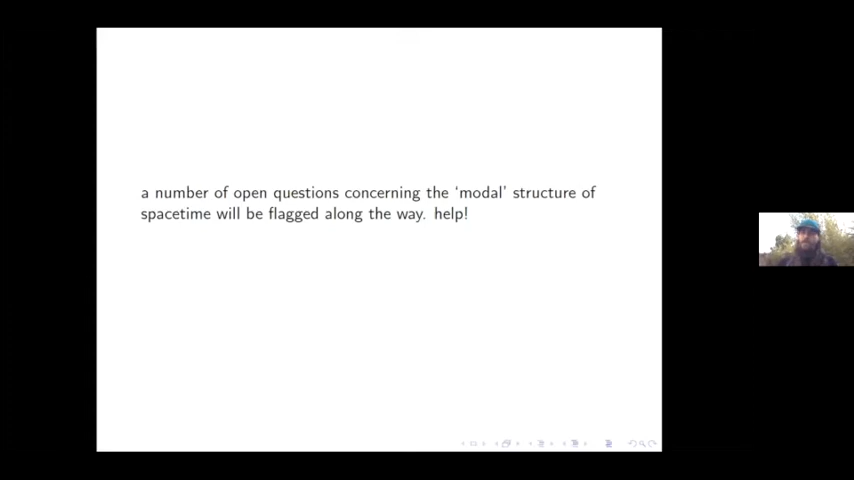 a number of open questions concerning the ‘modal’ structure of
spacetime will be flagged along the way. help!